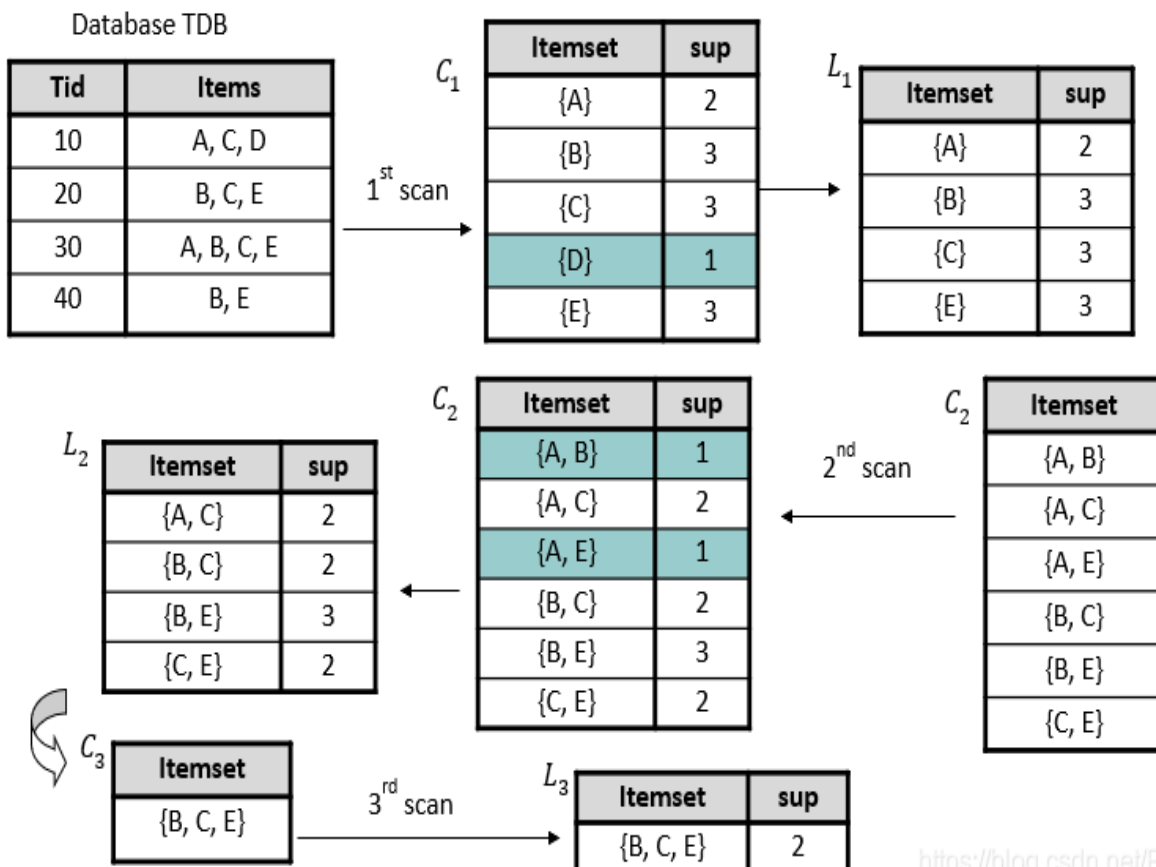 Database TDB
Tid Items
10 A, C, D
20 B, C, E
30 A, B, C, E
40 B, E
1st scan
C1
Itemset sup
{A} 2
{B} 3
{C} 3
{D} 1
{E} 3
L1
Itemset sup
{A} 2
{B} 3
{C} 3
{E} 3
C2
Itemset
{A, B}
{A, C}
{A, E}
{B, C}
{B, E}
{C, E}
2nd scan
C2
Itemset sup
{A, B} 1
{A, C} 2
{A, E} 1
{B, C} 2
{B, E} 3
{C, E} 2
L2
Itemset sup
{A, C} 2
{B, C} 2
{B, E} 3
{C, E} 2
C3
Itemset
{B, C, E}
3rd scan
L3
Itemset sup
{B, C, E} 2